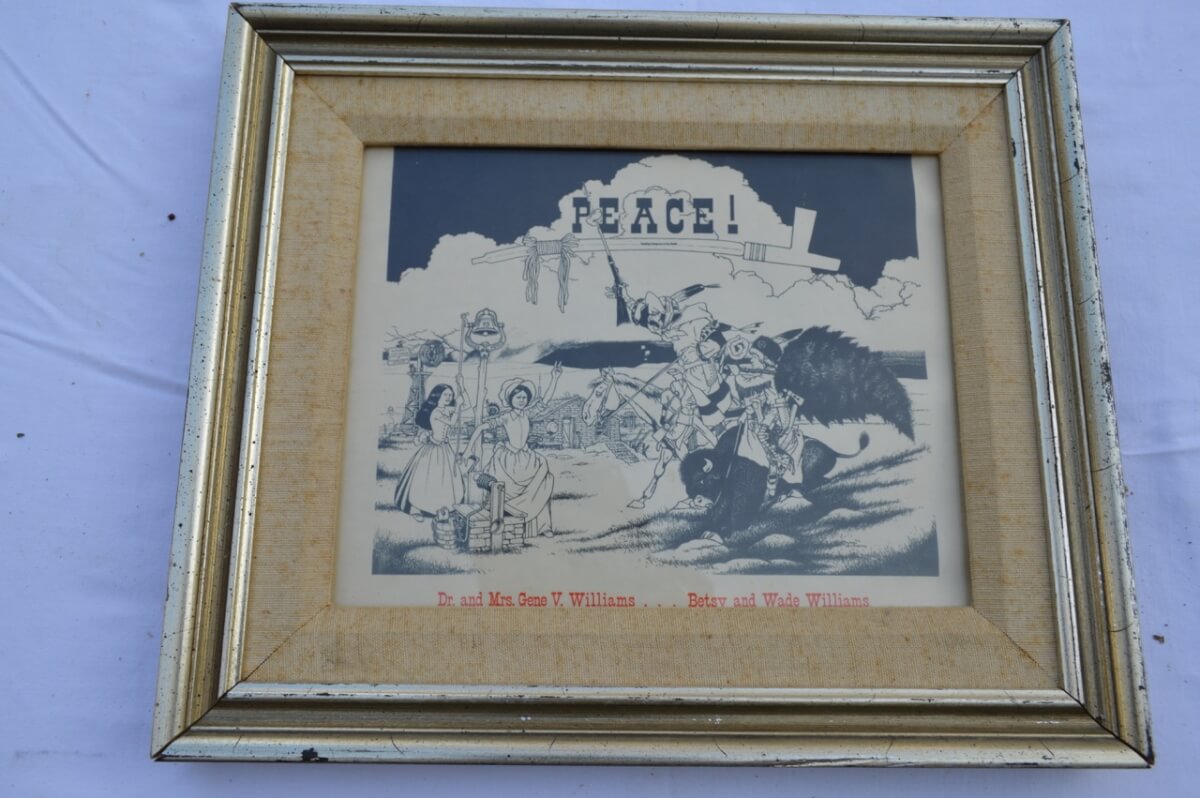 PEACE!
Dr. and Mrs. Gene V. Williams . . . Betsy and Wade Williams